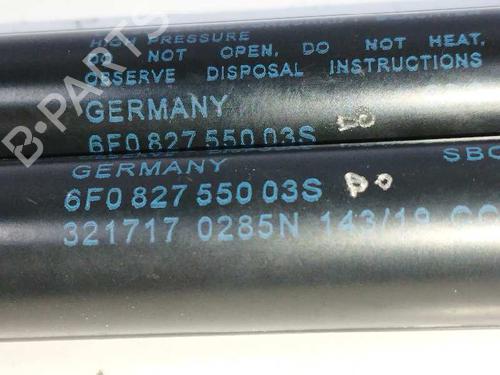 HIGH PRESSURE
DO NOT OPEN, DO NOT HEAT,
OBSERVE DISPOSAL INSTRUCTIONS
GERMANY
6F0 827 550 03S
GERMANY
SBC
6F0 827 550 03S
321717 0285N 143/19
B-PARTS